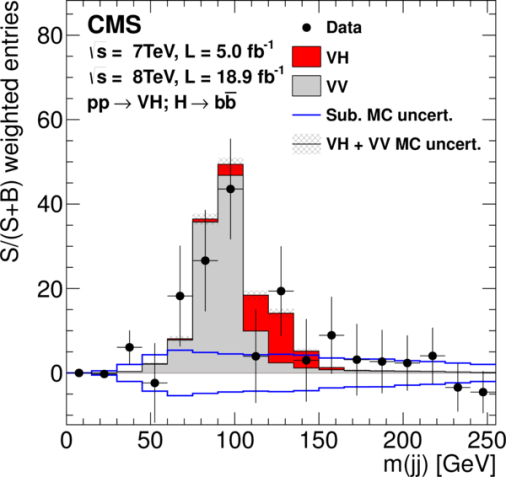 CMS
√s = 7TeV, L = 5.0 fb⁻¹
√s = 8TeV, L = 18.9 fb⁻¹
pp → VH; H → bb̅
Data
VH
VV
Sub. MC uncert.
VH + VV MC uncert.
S/(S+B) weighted entries
80
60
40
20
0
0 50 100 150 200 250
m(jj) [GeV]